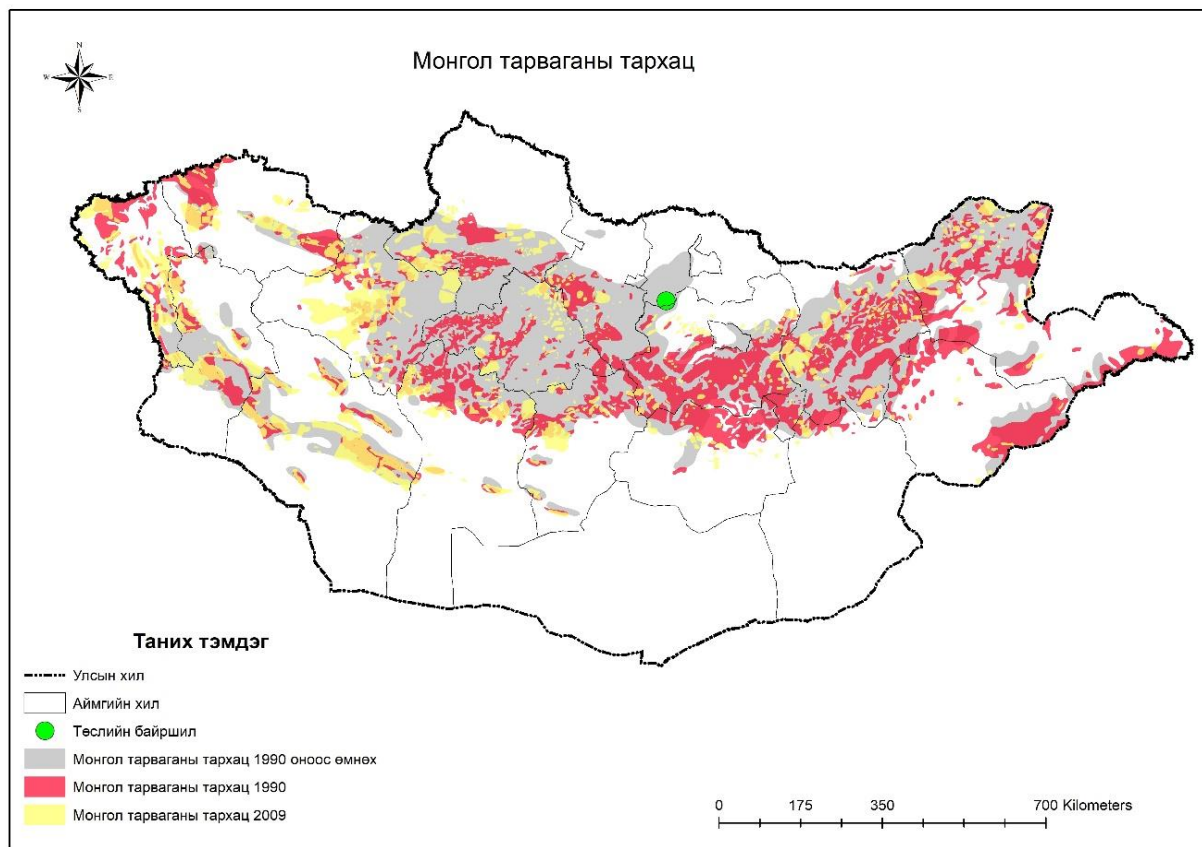 Монгол тарваганы тархац
N
W E
S
Таних тэмдэг
Улсын хил
Аймгийн хил
Төслийн байршил
Монгол тарваганы тархац 1990 оноос өмнөх
Монгол тарваганы тархац 1990
Монгол тарваганы тархац 2009
0 175 350 700 Kilometers